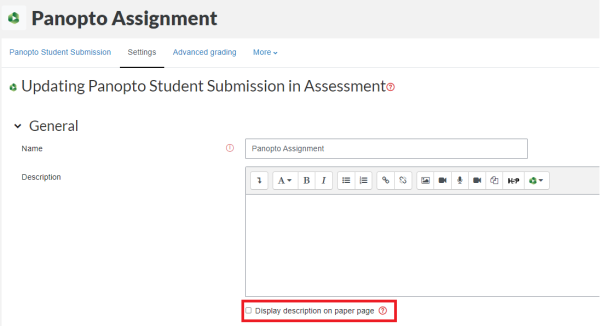 Panopto Assignment
Panopto Student Submission Settings Advanced grading More
Updating Panopto Student Submission in Assessment
General
Name Panopto Assignment
Description
A B I H-P
Display description on paper page